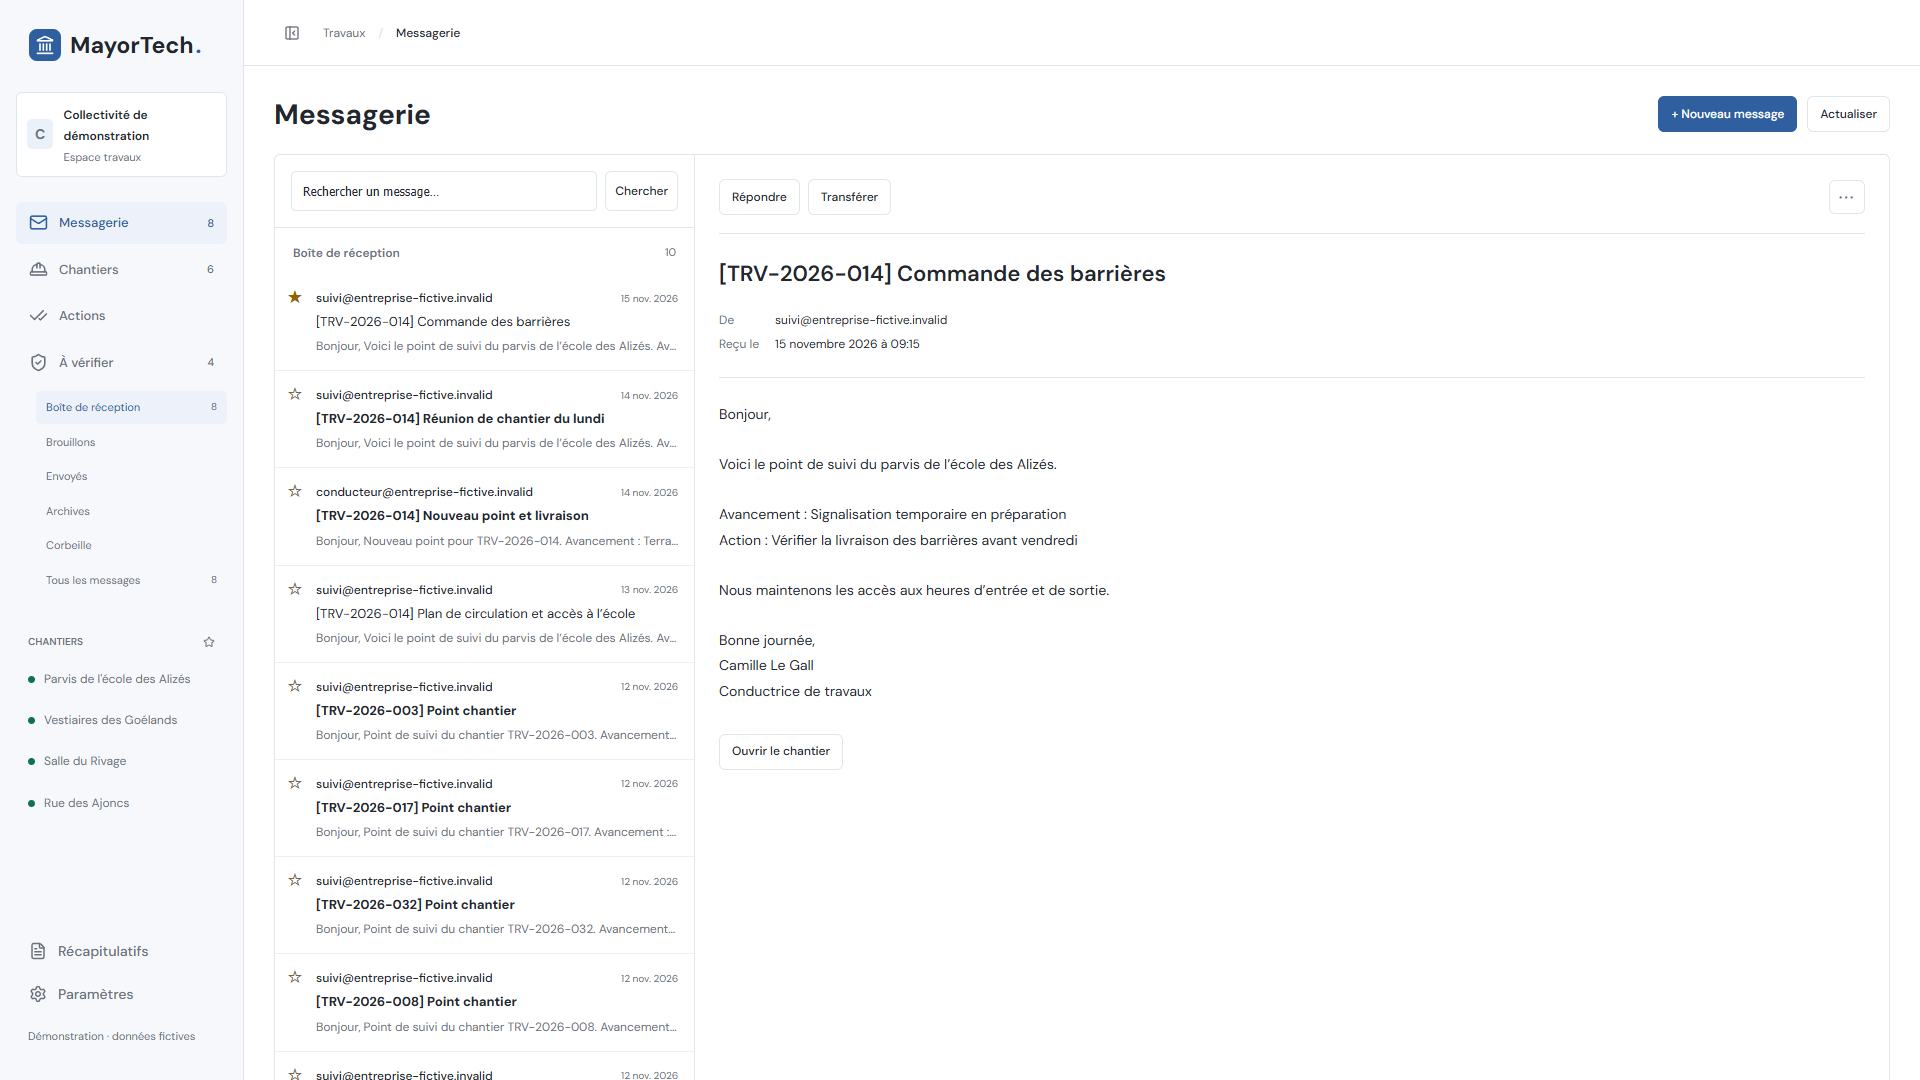 MayorTech.
Collectivité de
démonstration
C
Espace travaux
Messagerie 8
Chantiers 6
Actions
À vérifier 4
Boîte de réception 8
Brouillons
Envoyés
Archives
Corbeille
Tous les messages 8
CHANTIERS
Parvis de l'école des Alizés
Vestiaires des Goélands
Salle du Rivage
Rue des Ajoncs
Récapitulatifs
Paramètres
Démonstration · données fictives
Travaux / Messagerie
Messagerie
+ Nouveau message
Actualiser
Rechercher un message...
Chercher
Boîte de réception 10
suivi@entreprise-fictive.invalid 15 nov. 2026
[TRV-2026-014] Commande des barrières
Bonjour, Voici le point de suivi du parvis de l’école des Alizés. Av...
suivi@entreprise-fictive.invalid 14 nov. 2026
[TRV-2026-014] Réunion de chantier du lundi
Bonjour, Voici le point de suivi du parvis de l’école des Alizés. Av...
conducteur@entreprise-fictive.invalid 14 nov. 2026
[TRV-2026-014] Nouveau point et livraison
Bonjour, Nouveau point pour TRV-2026-014. Avancement : Terra...
suivi@entreprise-fictive.invalid 13 nov. 2026
[TRV-2026-014] Plan de circulation et accès à l’école
Bonjour, Voici le point de suivi du parvis de l’école des Alizés. Av...
suivi@entreprise-fictive.invalid 12 nov. 2026
[TRV-2026-003] Point chantier
Bonjour, Point de suivi du chantier TRV-2026-003. Avancement...
suivi@entreprise-fictive.invalid 12 nov. 2026
[TRV-2026-017] Point chantier
Bonjour, Point de suivi du chantier TRV-2026-017. Avancement :...
suivi@entreprise-fictive.invalid 12 nov. 2026
[TRV-2026-032] Point chantier
Bonjour, Point de suivi du chantier TRV-2026-032. Avancement...
suivi@entreprise-fictive.invalid 12 nov. 2026
[TRV-2026-008] Point chantier
Bonjour, Point de suivi du chantier TRV-2026-008. Avancement...
suivi@entreprise-fictive.invalid 12 nov. 2026
Répondre
Transférer
...
[TRV-2026-014] Commande des barrières
De suivi@entreprise-fictive.invalid
Reçu le 15 novembre 2026 à 09:15
Bonjour,
Voici le point de suivi du parvis de l’école des Alizés.
Avancement : Signalisation temporaire en préparation
Action : Vérifier la livraison des barrières avant vendredi
Nous maintenons les accès aux heures d’entrée et de sortie.
Bonne journée,
Camille Le Gall
Conductrice de travaux
Ouvrir le chantier